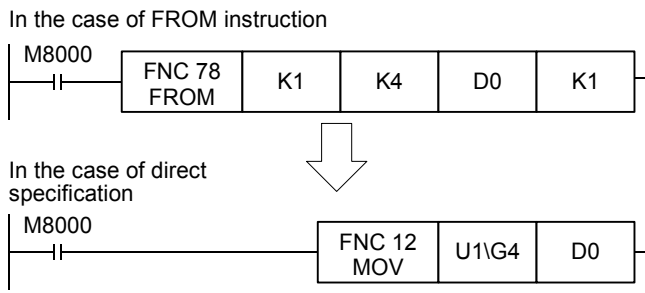 In the case of FROM instruction
M8000
FNC 78 K1 K4 D0 K1
FROM
In the case of direct
specification
M8000
FNC 12 U1\G4 D0
MOV